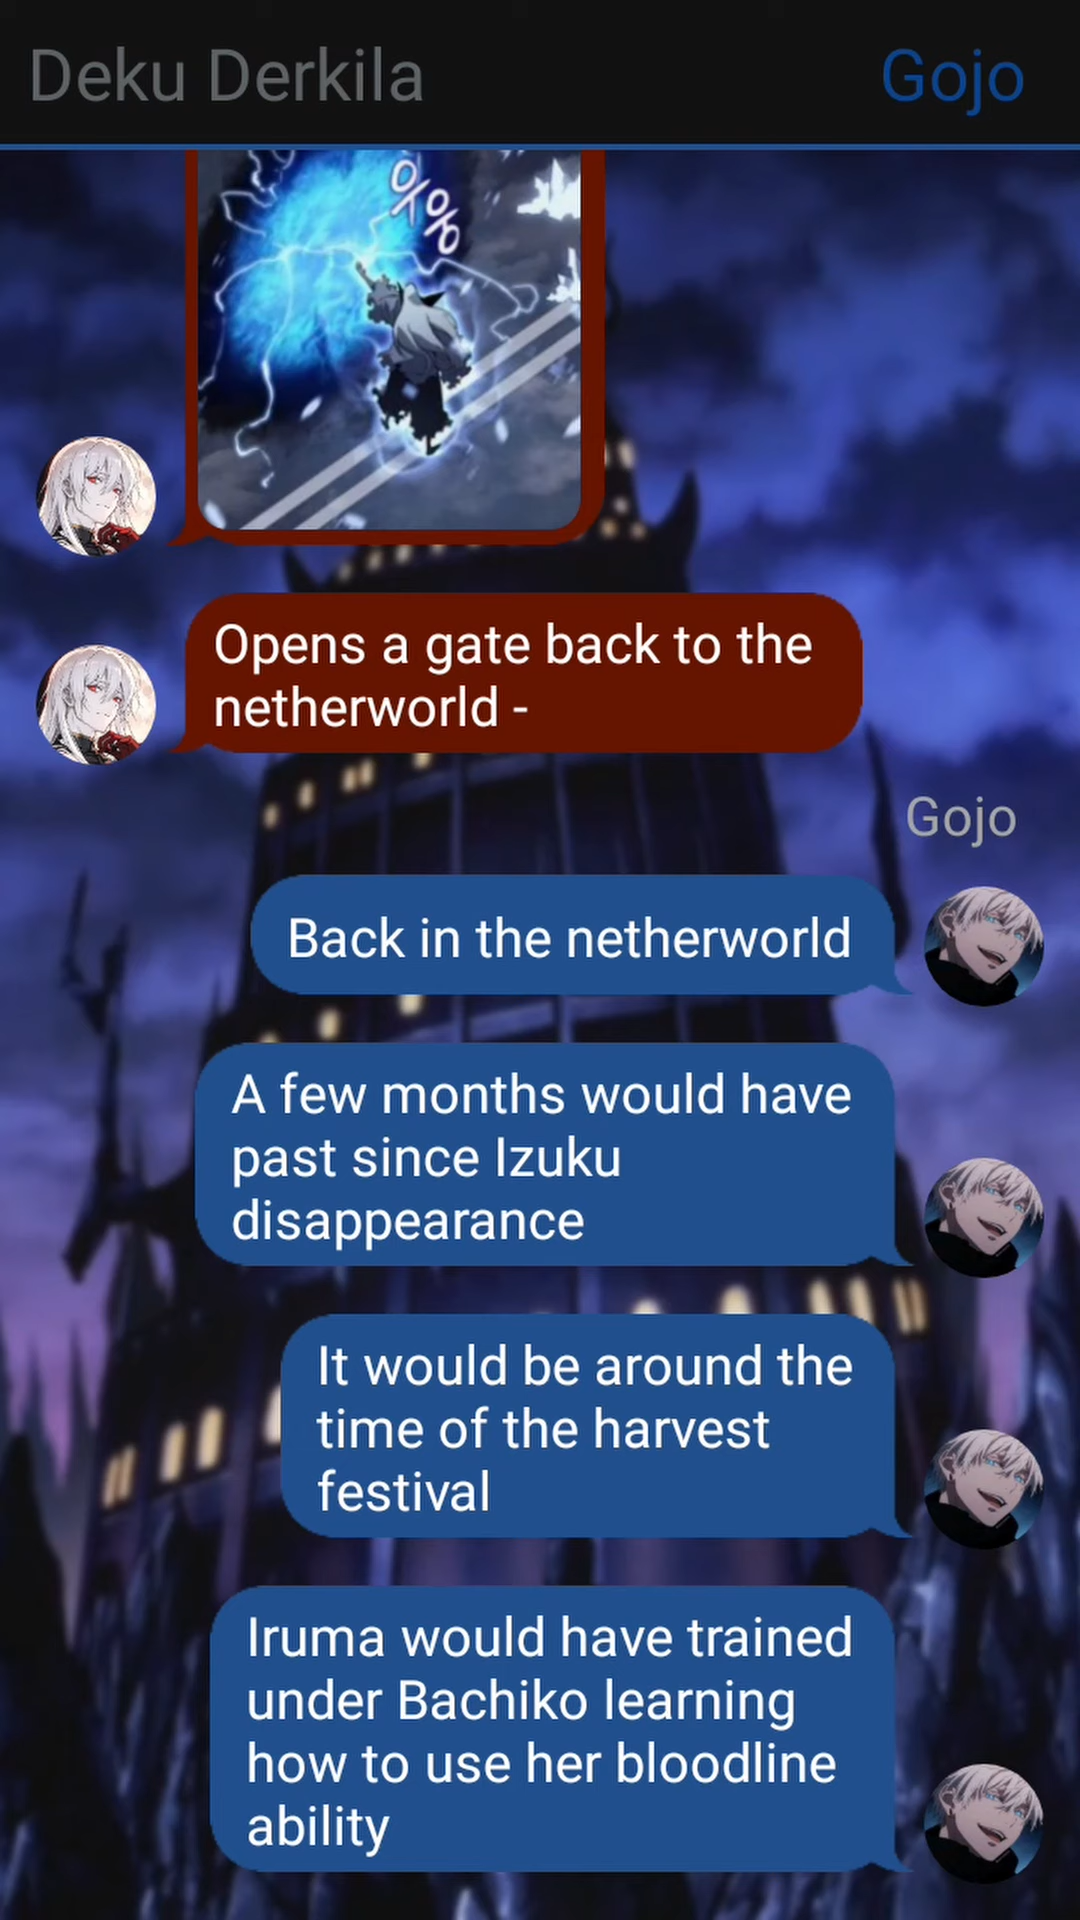 Deku Derkila
Gojo
Opens a gate back to the
netherworld -
Gojo
Back in the netherworld
A few months would have
past since Izuku
disappearance
It would be around the
time of the harvest
festival
Iruma would have trained
under Bachiko learning
how to use her bloodline
ability